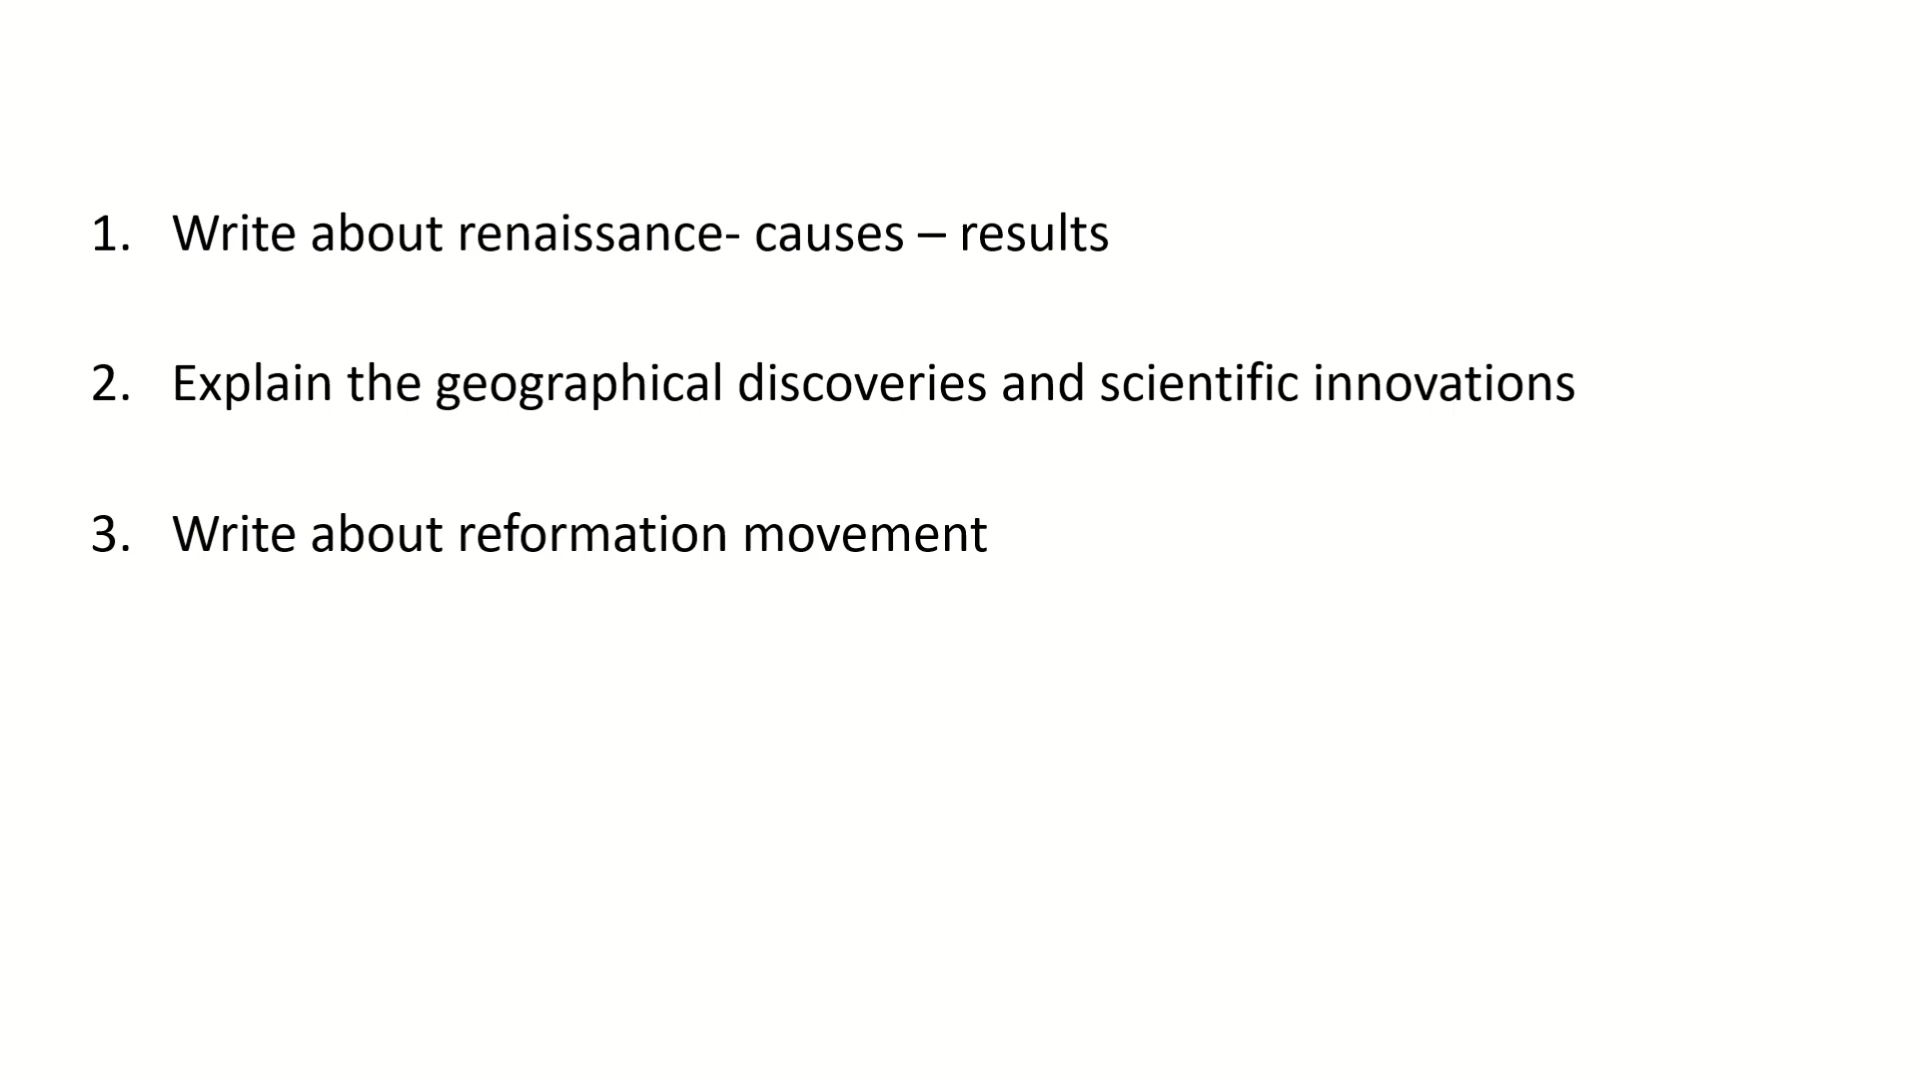 1. Write about renaissance- causes – results
2. Explain the geographical discoveries and scientific innovations
3. Write about reformation movement